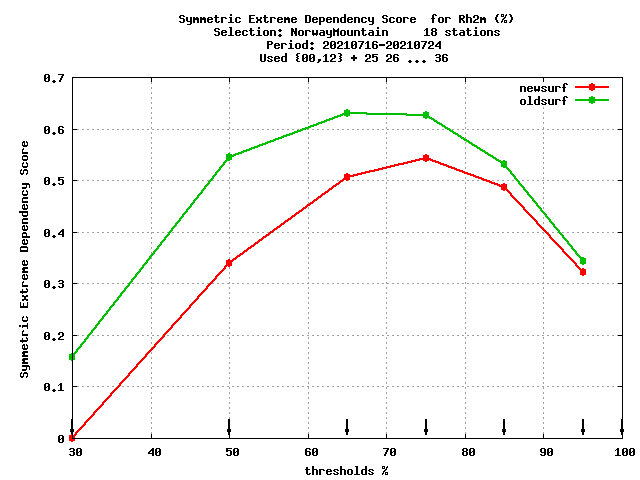 Symmetric Extreme Dependency Score  for Rh2m (%)
Selection: NorwayMountain     18 stations
Period: 20210716-20210724
Used {00,12} + 25 26 ... 36
newsurf
oldsurf
Symmetric Extreme Dependency Score
0.7
0.6
0.5
0.4
0.3
0.2
0.1
0
30 40 50 60 70 80 90 100
thresholds %